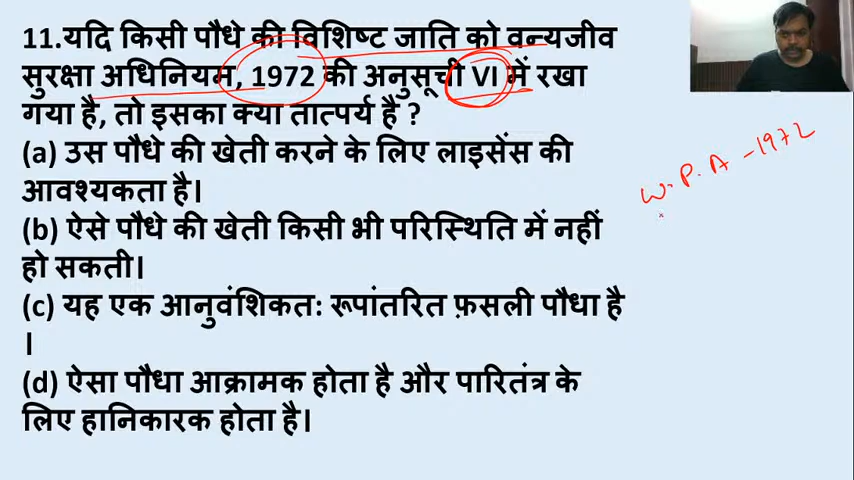 11.यदि किसी पौधे की विशिष्ट जाति को वन्यजीव
सुरक्षा अधिनियम, 1972 की अनुसूची VI में रखा
गया है, तो इसका क्या तात्पर्य है ?
(a) उस पौधे की खेती करने के लिए लाइसेंस की
आवश्यकता है।
(b) ऐसे पौधे की खेती किसी भी परिस्थिति में नहीं
हो सकती।
(c) यह एक आनुवंशिकत: रूपांतरित फ़सली पौधा है
।
(d) ऐसा पौधा आक्रामक होता है और पारितंत्र के
लिए हानिकारक होता है।
W.P.A -1972